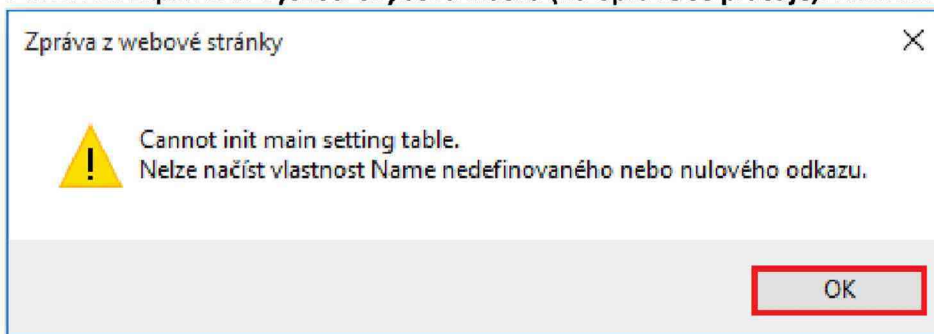 Zpráva z webové stránky
Cannot init main setting table.
Nelze načíst vlastnost Name nedefinovaného nebo nulového odkazu.
OK